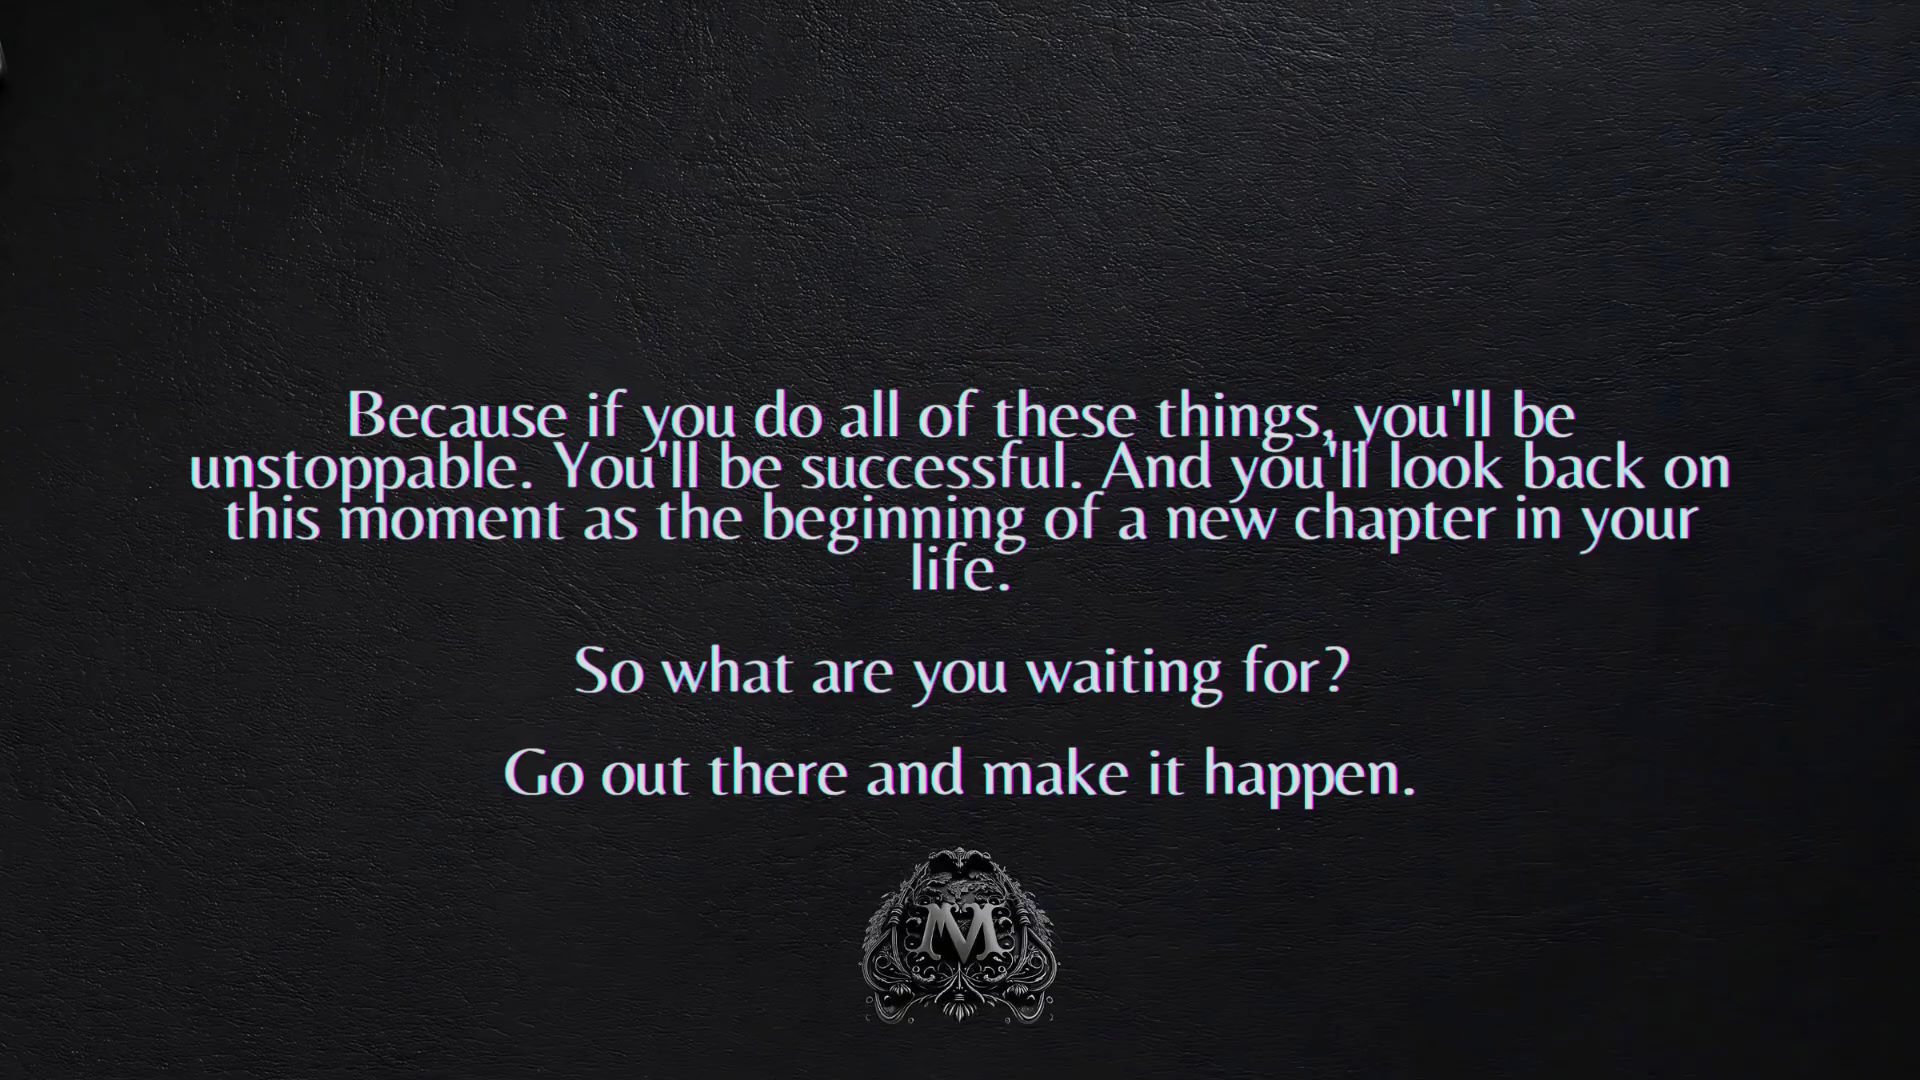 Because if you do all of these things, you'll be
unstoppable. You'll be successful. And you'll look back on
this moment as the beginning of a new chapter in your
life.
So what are you waiting for?
Go out there and make it happen.
M